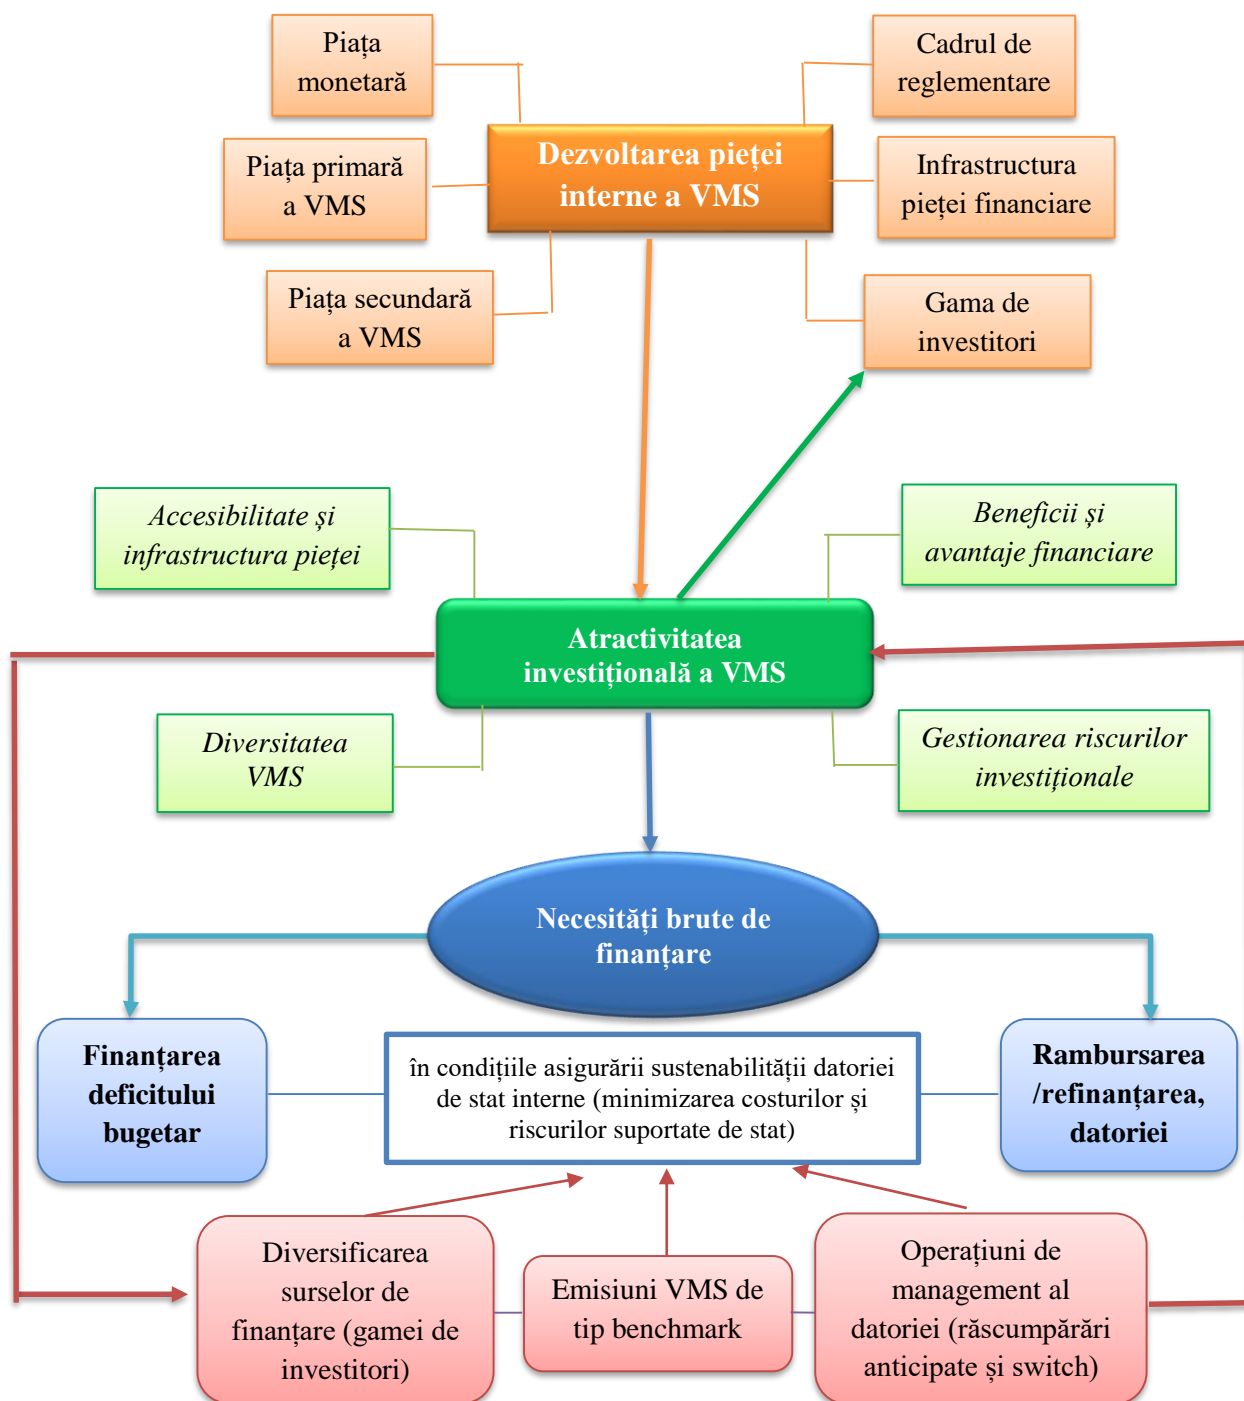 Piața
monetară
Cadrul de
reglementare
Dezvoltarea pieței
interne a VMS
Piața primară
a VMS
Infrastructura
pieței financiare
Piața secundară
a VMS
Gama de
investitori
Accesibilitate și
infrastructura pieței
Beneficii și
avantaje financiare
Atractivitatea
investițională a VMS
Diversitatea
VMS
Gestionarea riscurilor
investiționale
Necesități brute de
finanțare
Finanțarea
deficitului
bugetar
în condițiile asigurării sustenabilității datoriei
de stat interne (minimizarea costurilor și
riscurilor suportate de stat)
Rambursarea
/refinanțarea,
datoriei
Diversificarea
surselor de
finanțare (gamei de
investitori)
Emisiuni VMS de
tip benchmark
Operațiuni de
management al
datoriei (răscumpărări
anticipate și switch)